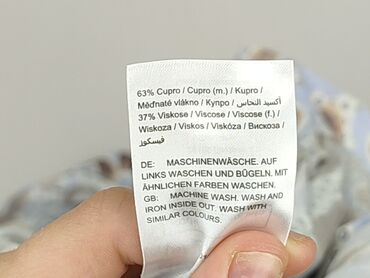 63% Cupro / Cupro (m.) / Kupro /
Měďnaté vlákno / Купро / أكسيد النحاس
37% Viskose / Viscose / Viscose (f.) /
Wiskoza / Viskos / Viskóza / Вискоза /
فيسكوز
DE: MASCHINENWÄSCHE. AUF
LINKS WASCHEN UND BÜGELN. MIT
ÄHNLICHEN FARBEN WASCHEN.
GB: MACHINE WASH. WASH AND
IRON INSIDE OUT. WASH WITH
SIMILAR COLOURS.